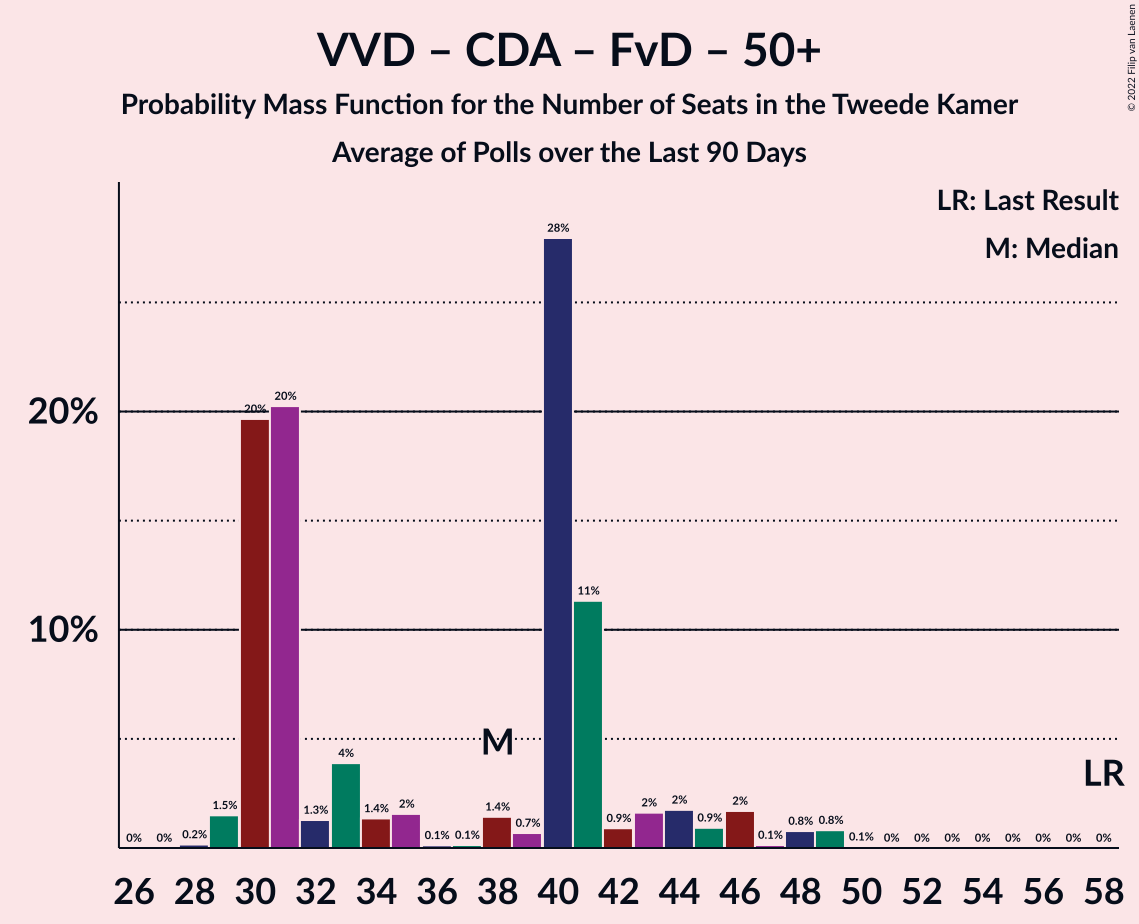 VVD – CDA – FvD – 50+
Probability Mass Function for the Number of Seats in the Tweede Kamer
Average of Polls over the Last 90 Days
© 2022 Filip van Laenen
LR: Last Result
M: Median
20%
10%
0% 0% 0.2% 1.5% 20% 20% 1.3% 4% 1.4% 2% 0.1% 0.1% 1.4% 0.7% 28% 11% 0.9% 2% 2% 0.9% 2% 0.1% 0.8% 0.8% 0.1% 0% 0% 0% 0% 0% 0% 0% 0%
M
LR
26 28 30 32 34 36 38 40 42 44 46 48 50 52 54 56 58